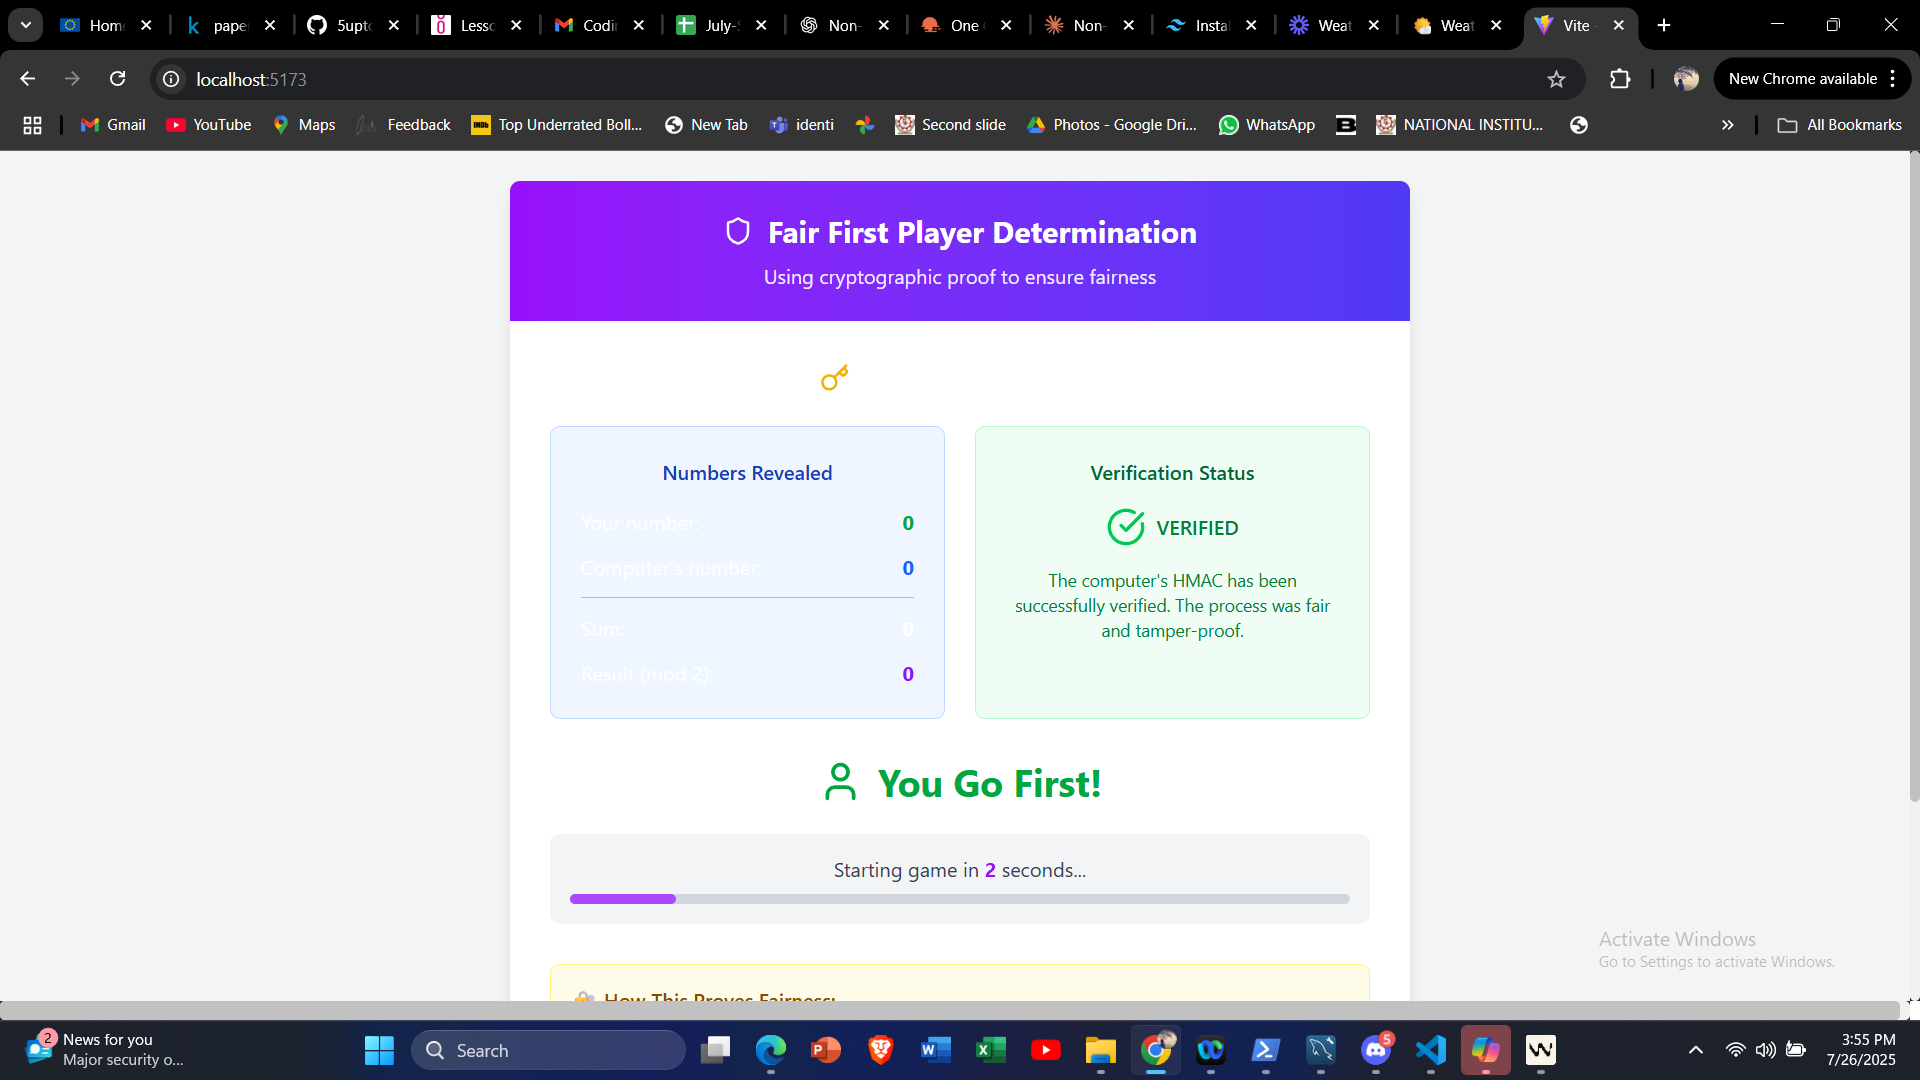 Hom
pape
5upto
Lesso
Codin
July-
Non-
One
Non-
Instal
Weat
Weat
Vite -
localhost:5173
New Chrome available
Gmail
YouTube
Maps
Feedback
Top Underrated Boll...
New Tab
identi
Second slide
Photos - Google Dri...
WhatsApp
NATIONAL INSTITU...
All Bookmarks
Fair First Player Determination
Using cryptographic proof to ensure fairness
Numbers Revealed
Your number: 0
Computer's number: 0
Sum: 0
Result (mod 2): 0
Verification Status
VERIFIED
The computer's HMAC has been
successfully verified. The process was fair
and tamper-proof.
You Go First!
Starting game in 2 seconds...
How This Proves Fairness:
Activate Windows
Go to Settings to activate Windows.
2
News for you
Major security o...
Search
5
3:55 PM
7/26/2025